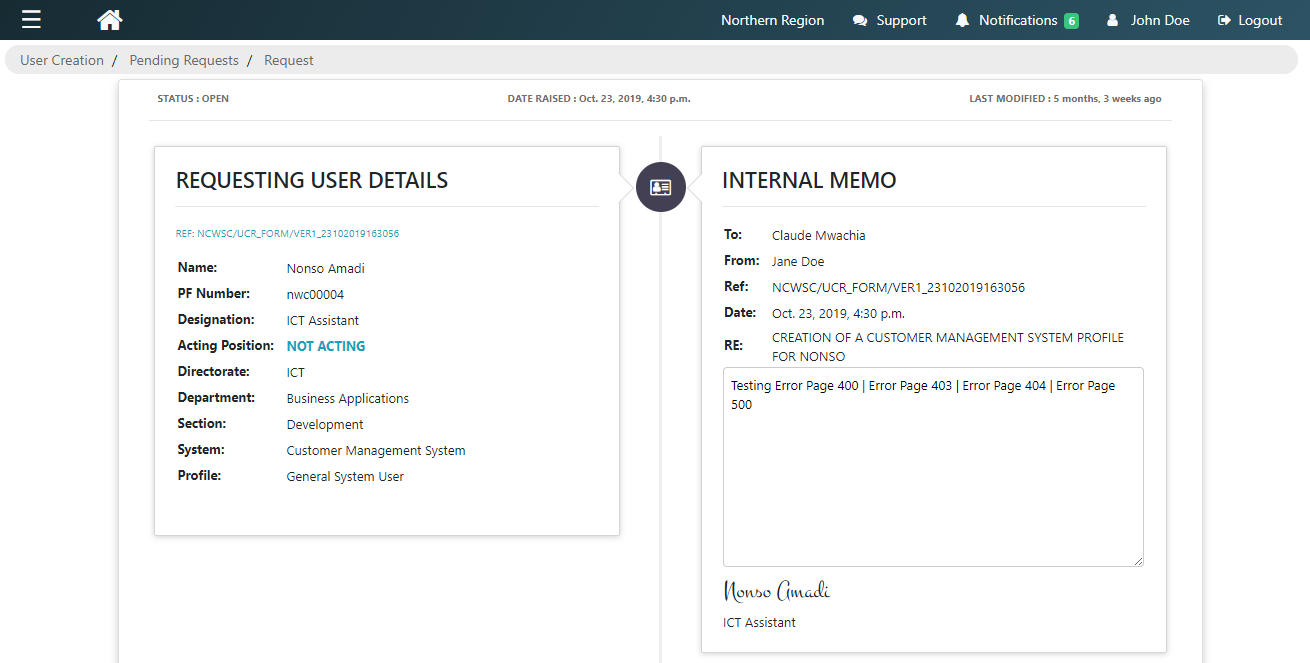 Northern Region Support Notifications 6 John Doe Logout
User Creation / Pending Requests / Request
STATUS : OPEN DATE RAISED : Oct. 23, 2019, 4:30 p.m. LAST MODIFIED : 5 months, 3 weeks ago
REQUESTING USER DETAILS
REF: NCWSC/UCR_FORM/VER1_23102019163056
Name: Nonso Amadi
PF Number: nwc00004
Designation: ICT Assistant
Acting Position: NOT ACTING
Directorate: ICT
Department: Business Applications
Section: Development
System: Customer Management System
Profile: General System User
INTERNAL MEMO
To: Claude Mwachia
From: Jane Doe
Ref: NCWSC/UCR_FORM/VER1_23102019163056
Date: Oct. 23, 2019, 4:30 p.m.
RE: CREATION OF A CUSTOMER MANAGEMENT SYSTEM PROFILE
FOR NONSO
Testing Error Page 400 | Error Page 403 | Error Page 404 | Error Page
500
Nonso Amadi
ICT Assistant